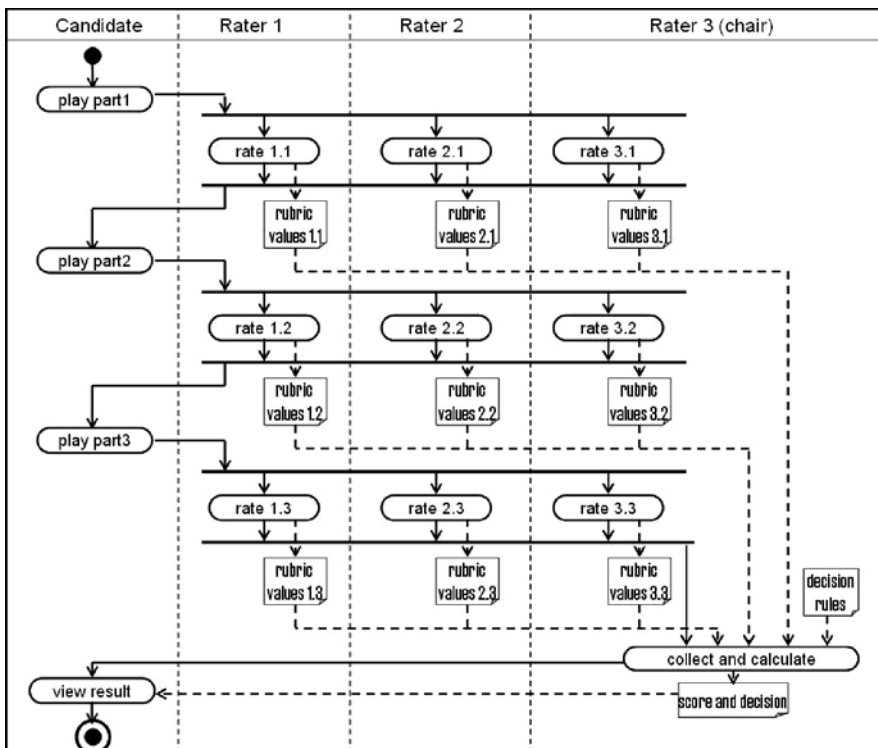 Candidate
Rater 1
Rater 2
Rater 3 (chair)
play part1
rate 1.1
rate 2.1
rate 3.1
rubric
values 1.1
rubric
values 2.1
rubric
values 3.1
play part2
rate 1.2
rate 2.2
rate 3.2
rubric
values 1.2
rubric
values 2.2
rubric
values 3.2
play part3
rate 1.3
rate 2.3
rate 3.3
rubric
values 1.3
rubric
values 2.3
rubric
values 3.3
decision
rules
collect and calculate
view result
score and decision